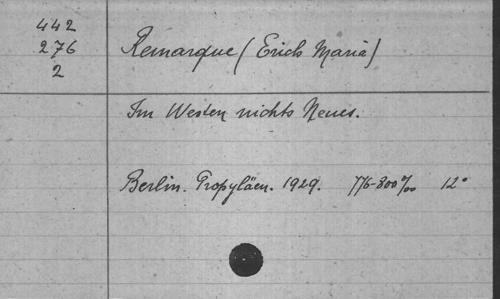 442
276
2
Remarque (Erich Maria)
Im Westen nichts Neues.
Berlin. Propyläen. 1929. 776-800‰ 12°